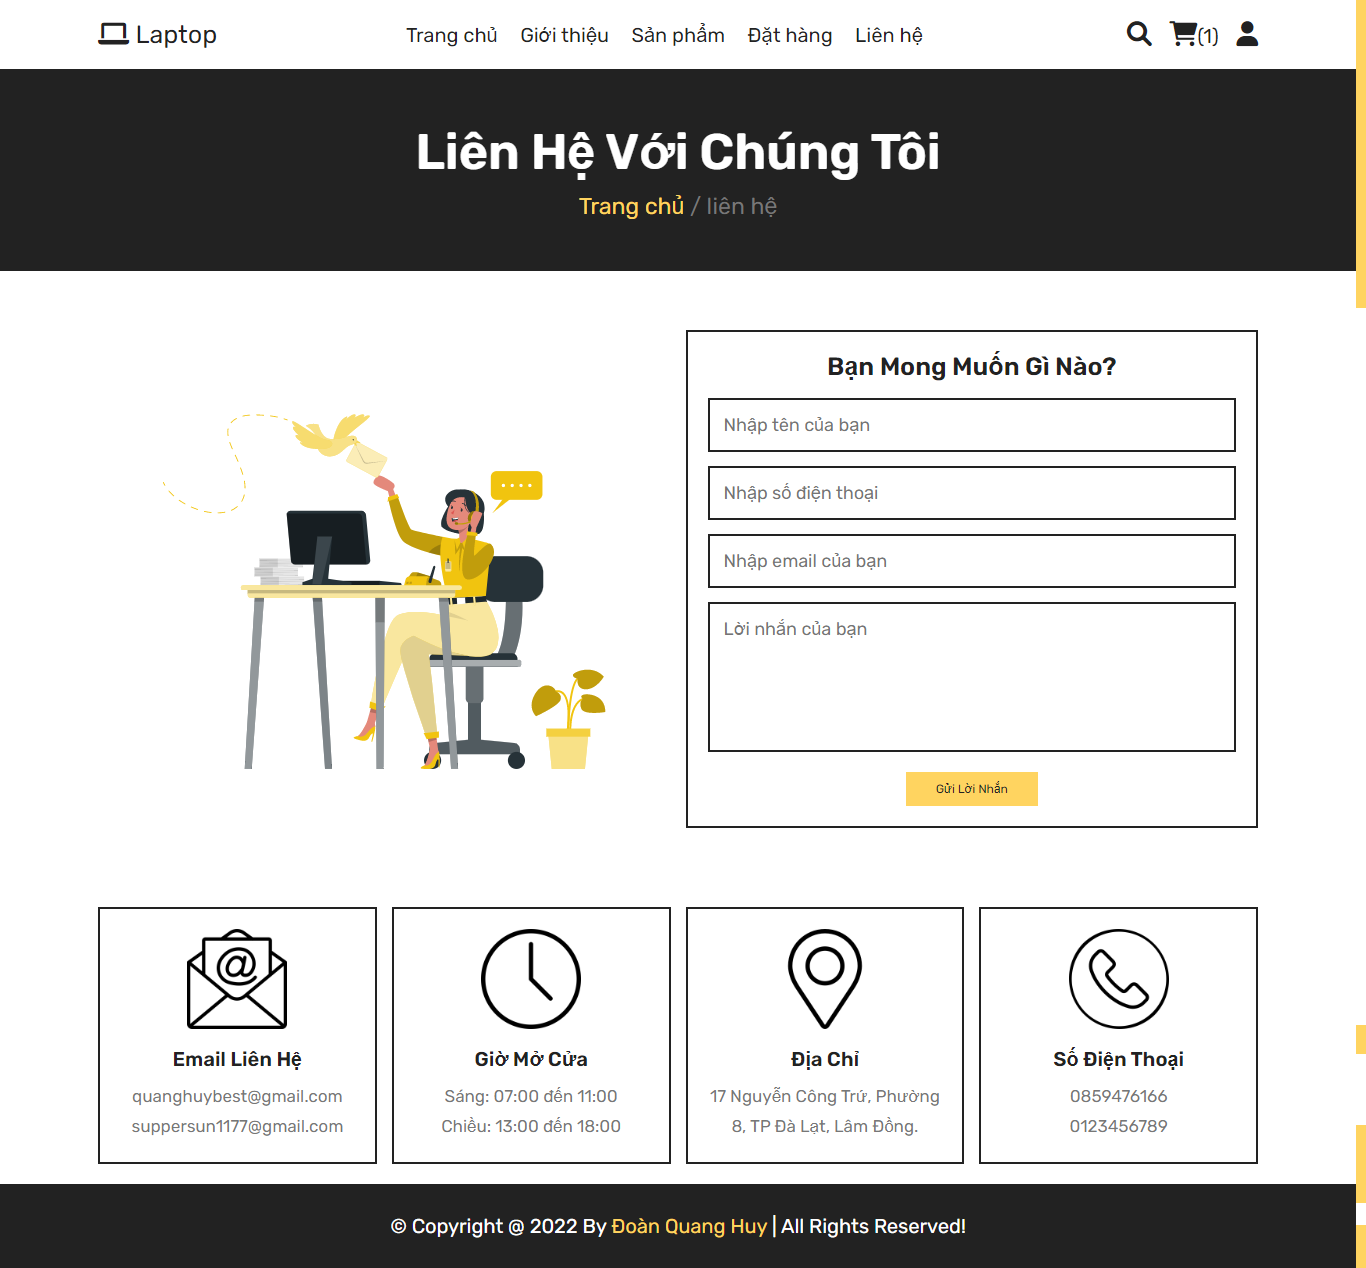 Laptop
Trang chủ Giới thiệu Sản phẩm Đặt hàng Liên hệ
(1)
Liên Hệ Với Chúng Tôi
Trang chủ / liên hệ
Bạn Mong Muốn Gì Nào?
Nhập tên của bạn
Nhập số điện thoại
Nhập email của bạn
Lời nhắn của bạn
Gửi Lời Nhắn
Email Liên Hệ
quanghuybest@gmail.com
suppersun1177@gmail.com
Giờ Mở Cửa
Sáng: 07:00 đến 11:00
Chiều: 13:00 đến 18:00
Địa Chỉ
17 Nguyễn Công Trứ, Phường
8, TP Đà Lạt, Lâm Đồng.
Số Điện Thoại
0859476166
0123456789
© Copyright @ 2022 By Đoàn Quang Huy | All Rights Reserved!